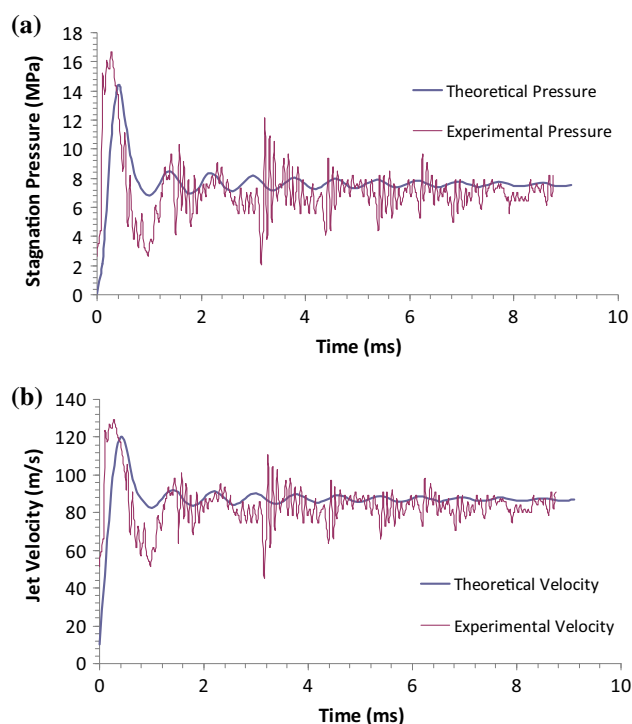 (a)
Stagnation Pressure (MPa)
18
16
14
12
10
8
6
4
2
0
Theoretical Pressure
Experimental Pressure
0 2 4 6 8 10
Time (ms)
(b)
Jet Velocity (m/s)
140
120
100
80
60
40
20
0
Theoretical Velocity
Experimental Velocity
0 2 4 6 8 10
Time (ms)